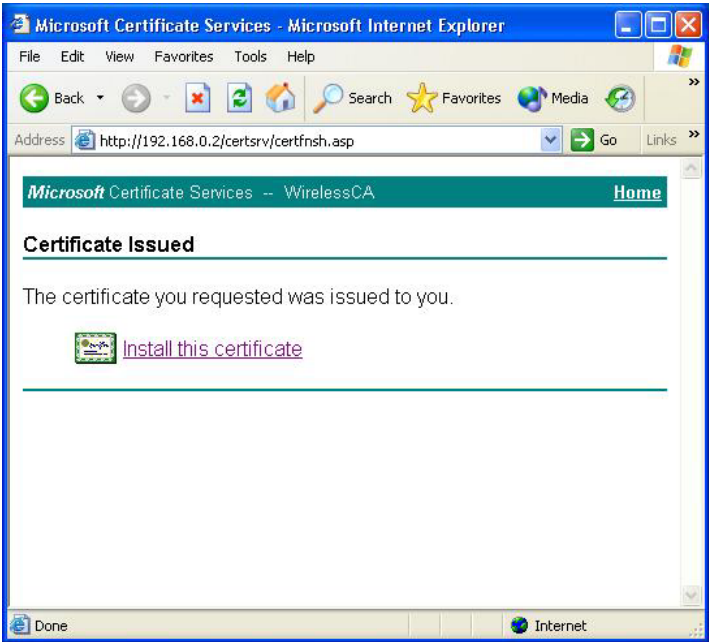 Microsoft Certificate Services - Microsoft Internet Explorer
File Edit View Favorites Tools Help
Back Search Favorites Media »
Address http://192.168.0.2/certsrv/certfnsh.asp Go Links »
Microsoft Certificate Services -- WirelessCA Home
Certificate Issued
The certificate you requested was issued to you.
Install this certificate
Done Internet